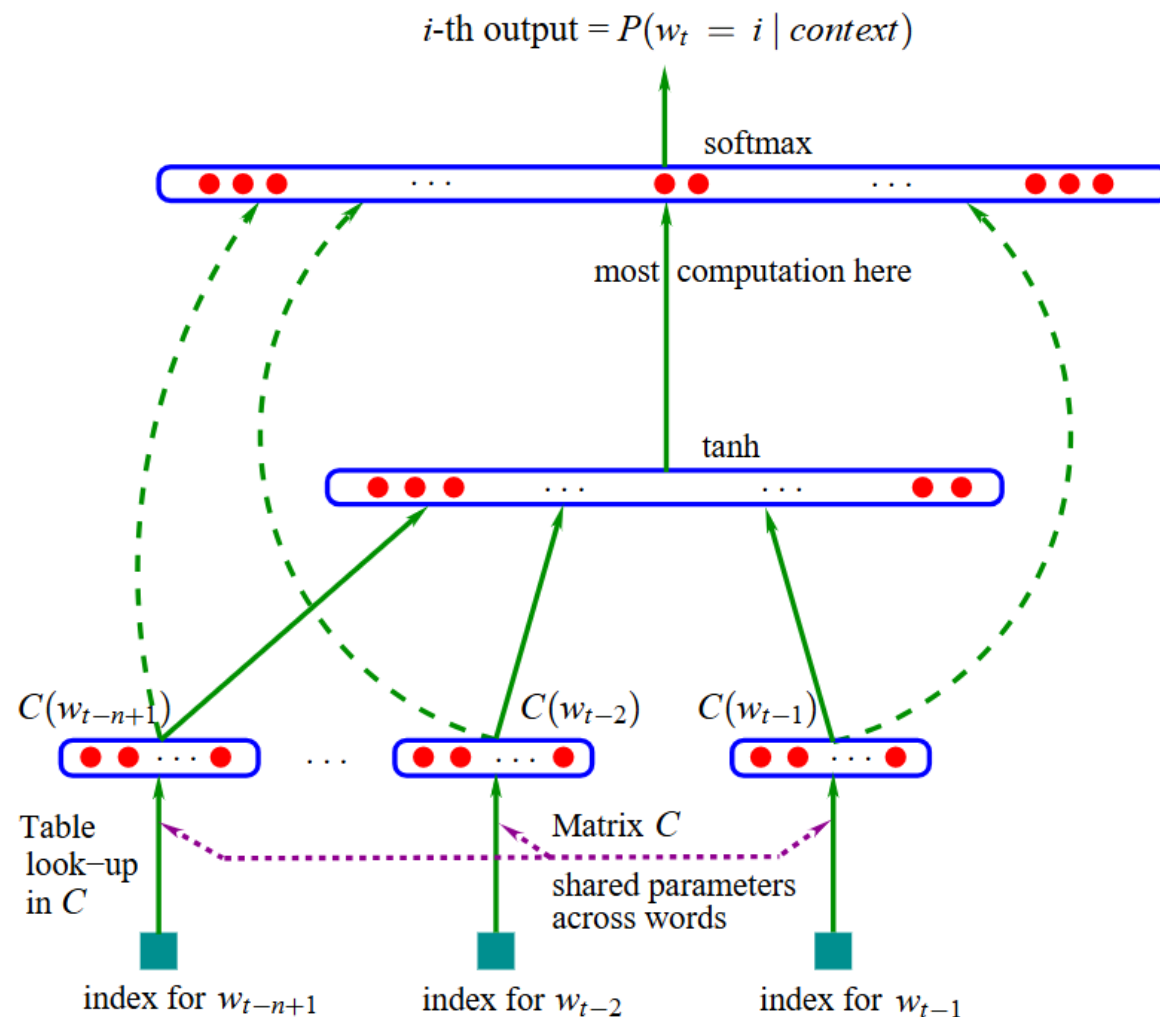 i-th output = P(w_t = i | context)
softmax
. . .
. . .
most computation here
tanh
. . .
. . .
C(w_{t−n+1})
C(w_{t−2})
C(w_{t−1})
. . .
. . .
. . .
. . .
Table
look−up
in C
Matrix C
shared parameters
across words
index for w_{t−n+1}
index for w_{t−2}
index for w_{t−1}